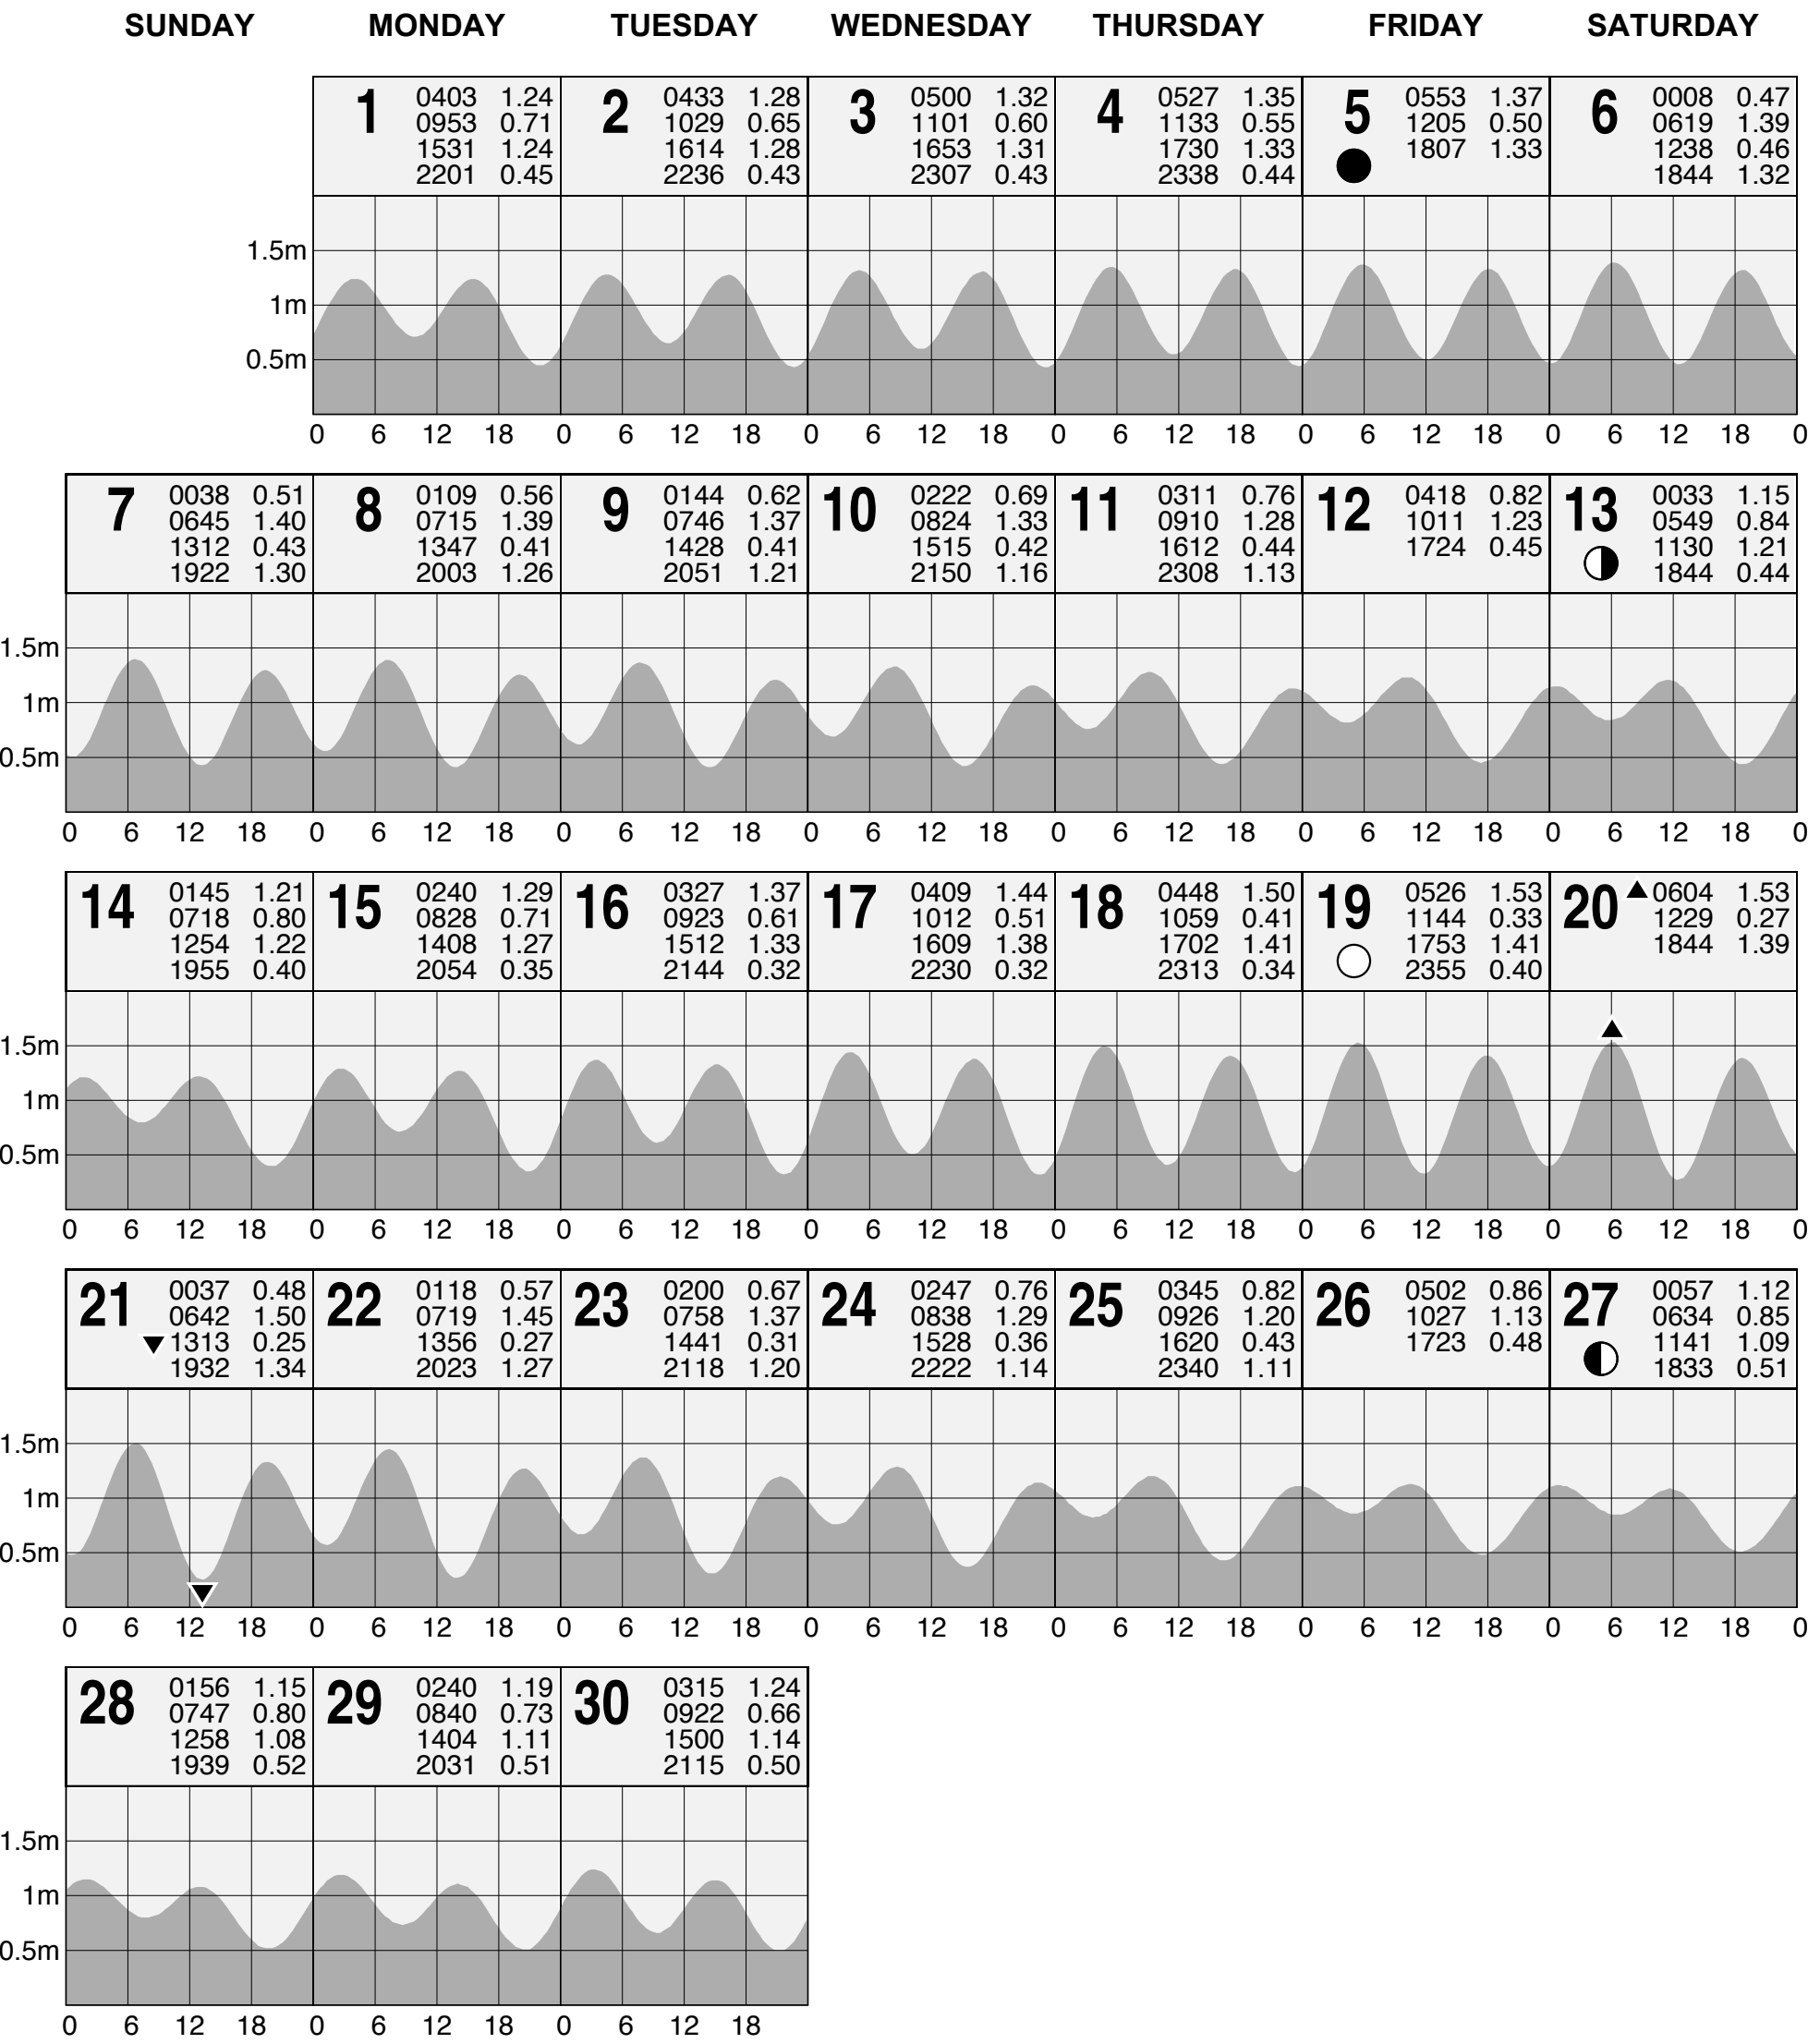 SUNDAY MONDAY TUESDAY WEDNESDAY THURSDAY FRIDAY SATURDAY
1 0403 1.24
0953 0.71
1531 1.24
2201 0.45
2 0433 1.28
1029 0.65
1614 1.28
2236 0.43
3 0500 1.32
1101 0.60
1653 1.31
2307 0.43
4 0527 1.35
1133 0.55
1730 1.33
2338 0.44
5 0553 1.37
1205 0.50
1807 1.33
6 0008 0.47
0619 1.39
1238 0.46
1844 1.32
1.5m
1m
0.5m
0 6 12 18 0 6 12 18 0 6 12 18 0 6 12 18 0 6 12 18 0 6 12 18 0
7 0038 0.51
0645 1.40
1312 0.43
1922 1.30
8 0109 0.56
0715 1.39
1347 0.41
2003 1.26
9 0144 0.62
0746 1.37
1428 0.41
2051 1.21
10 0222 0.69
0824 1.33
1515 0.42
2150 1.16
11 0311 0.76
0910 1.28
1612 0.44
2308 1.13
12 0418 0.82
1011 1.23
1724 0.45
13 0033 1.15
0549 0.84
1130 1.21
1844 0.44
1.5m
1m
0.5m
0 6 12 18 0 6 12 18 0 6 12 18 0 6 12 18 0 6 12 18 0 6 12 18 0 6 12 18 0
14 0145 1.21
0718 0.80
1254 1.22
1955 0.40
15 0240 1.29
0828 0.71
1408 1.27
2054 0.35
16 0327 1.37
0923 0.61
1512 1.33
2144 0.32
17 0409 1.44
1012 0.51
1609 1.38
2230 0.32
18 0448 1.50
1059 0.41
1702 1.41
2313 0.34
19 0526 1.53
1144 0.33
1753 1.41
2355 0.40
20 0604 1.53
1229 0.27
1844 1.39
1.5m
1m
0.5m
0 6 12 18 0 6 12 18 0 6 12 18 0 6 12 18 0 6 12 18 0 6 12 18 0 6 12 18 0
21 0037 0.48
0642 1.50
1313 0.25
1932 1.34
22 0118 0.57
0719 1.45
1356 0.27
2023 1.27
23 0200 0.67
0758 1.37
1441 0.31
2118 1.20
24 0247 0.76
0838 1.29
1528 0.36
2222 1.14
25 0345 0.82
0926 1.20
1620 0.43
2340 1.11
26 0502 0.86
1027 1.13
1723 0.48
27 0057 1.12
0634 0.85
1141 1.09
1833 0.51
1.5m
1m
0.5m
0 6 12 18 0 6 12 18 0 6 12 18 0 6 12 18 0 6 12 18 0 6 12 18 0 6 12 18 0
28 0156 1.15
0747 0.80
1258 1.08
1939 0.52
29 0240 1.19
0840 0.73
1404 1.11
2031 0.51
30 0315 1.24
0922 0.66
1500 1.14
2115 0.50
1.5m
1m
0.5m
0 6 12 18 0 6 12 18 0 6 12 18